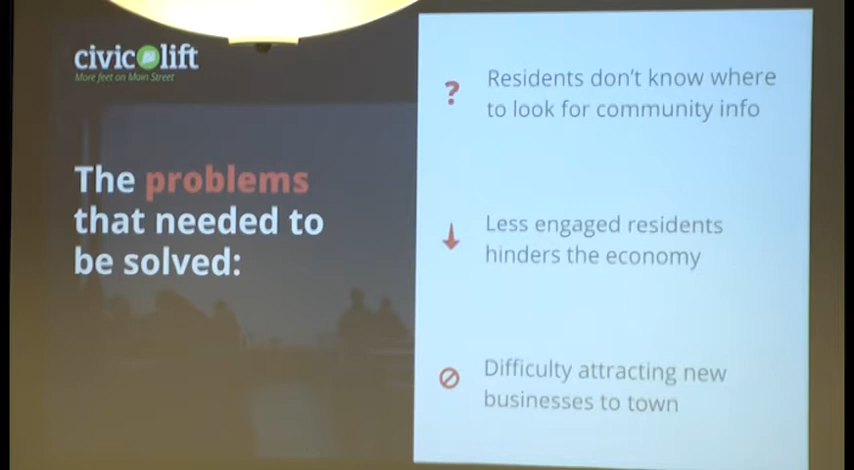 civiclift
More feet on Main Street
The problems
that needed to
be solved:
? Residents don't know where
to look for community info
Less engaged residents
hinders the economy
Difficulty attracting new
businesses to town